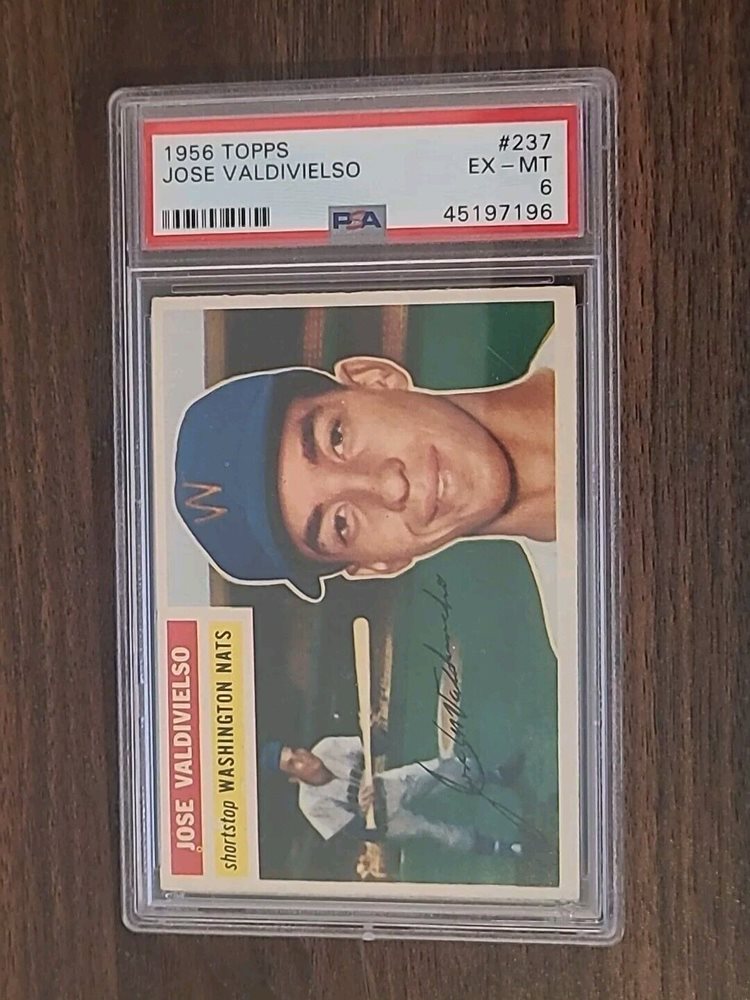 1956 TOPPS #237
JOSE VALDIVIELSO EX - MT
6
PSA 45197196
W
JOSE VALDIVIELSO
shortstop WASHINGTON NATS